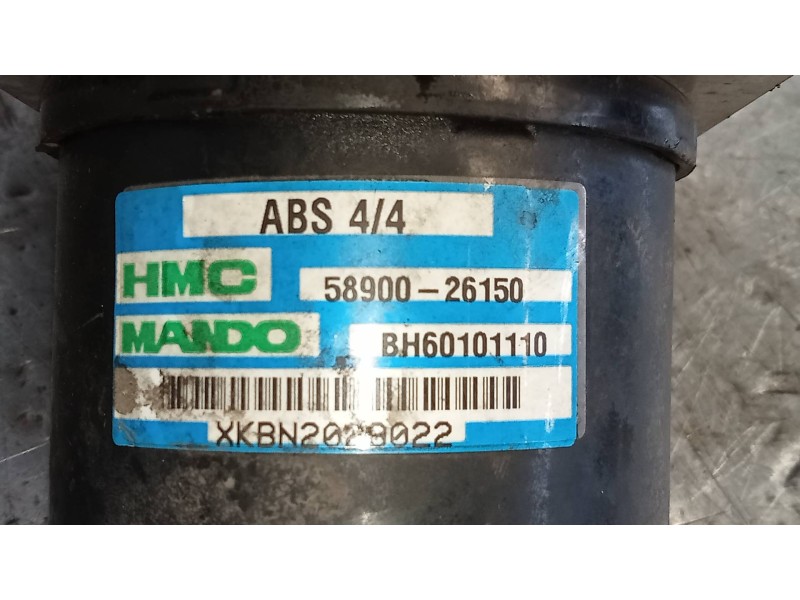 ABS 4/4
HMC 58900-26150
MANDO BH60101110
XKBN2028022